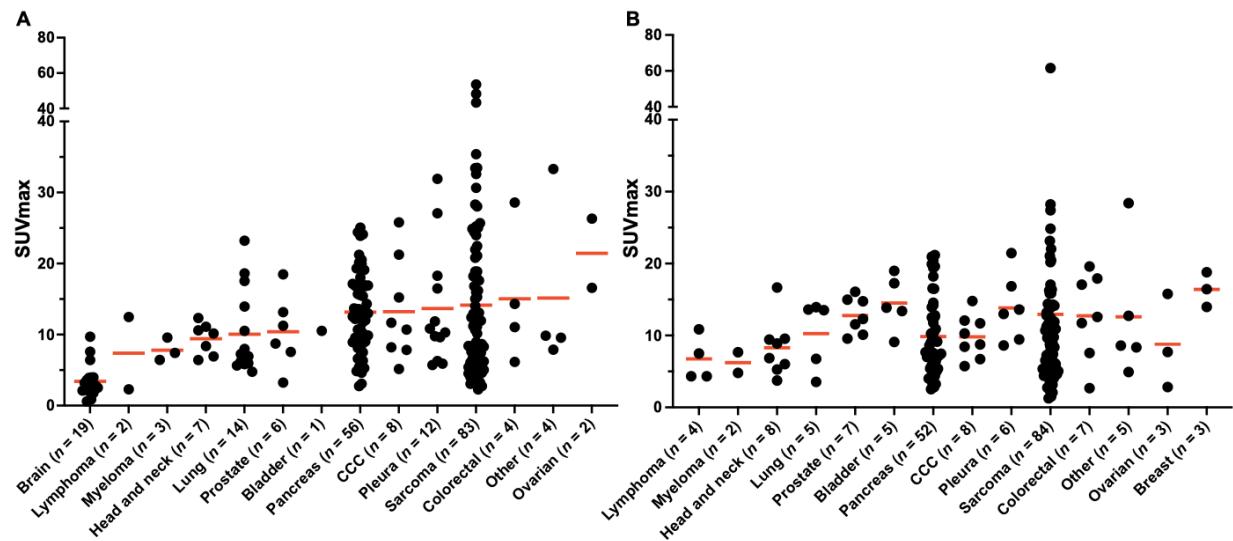 A
SUVmax
80
60
40
40
30
20
10
0
Brain (n = 19)
Lymphoma (n = 2)
Myeloma (n = 3)
Head and neck (n = 7)
Lung (n = 14)
Prostate (n = 6)
Bladder (n = 1)
Pancreas (n = 56)
CCC (n = 8)
Pleura (n = 12)
Sarcoma (n = 83)
Colorectal (n = 4)
Other (n = 4)
Ovarian (n = 2)
B
SUVmax
80
60
40
40
30
20
10
0
Lymphoma (n = 4)
Myeloma (n = 2)
Head and neck (n = 8)
Lung (n = 5)
Prostate (n = 7)
Bladder (n = 5)
Pancreas (n = 52)
CCC (n = 8)
Pleura (n = 6)
Sarcoma (n = 84)
Colorectal (n = 7)
Other (n = 5)
Ovarian (n = 3)
Breast (n = 3)